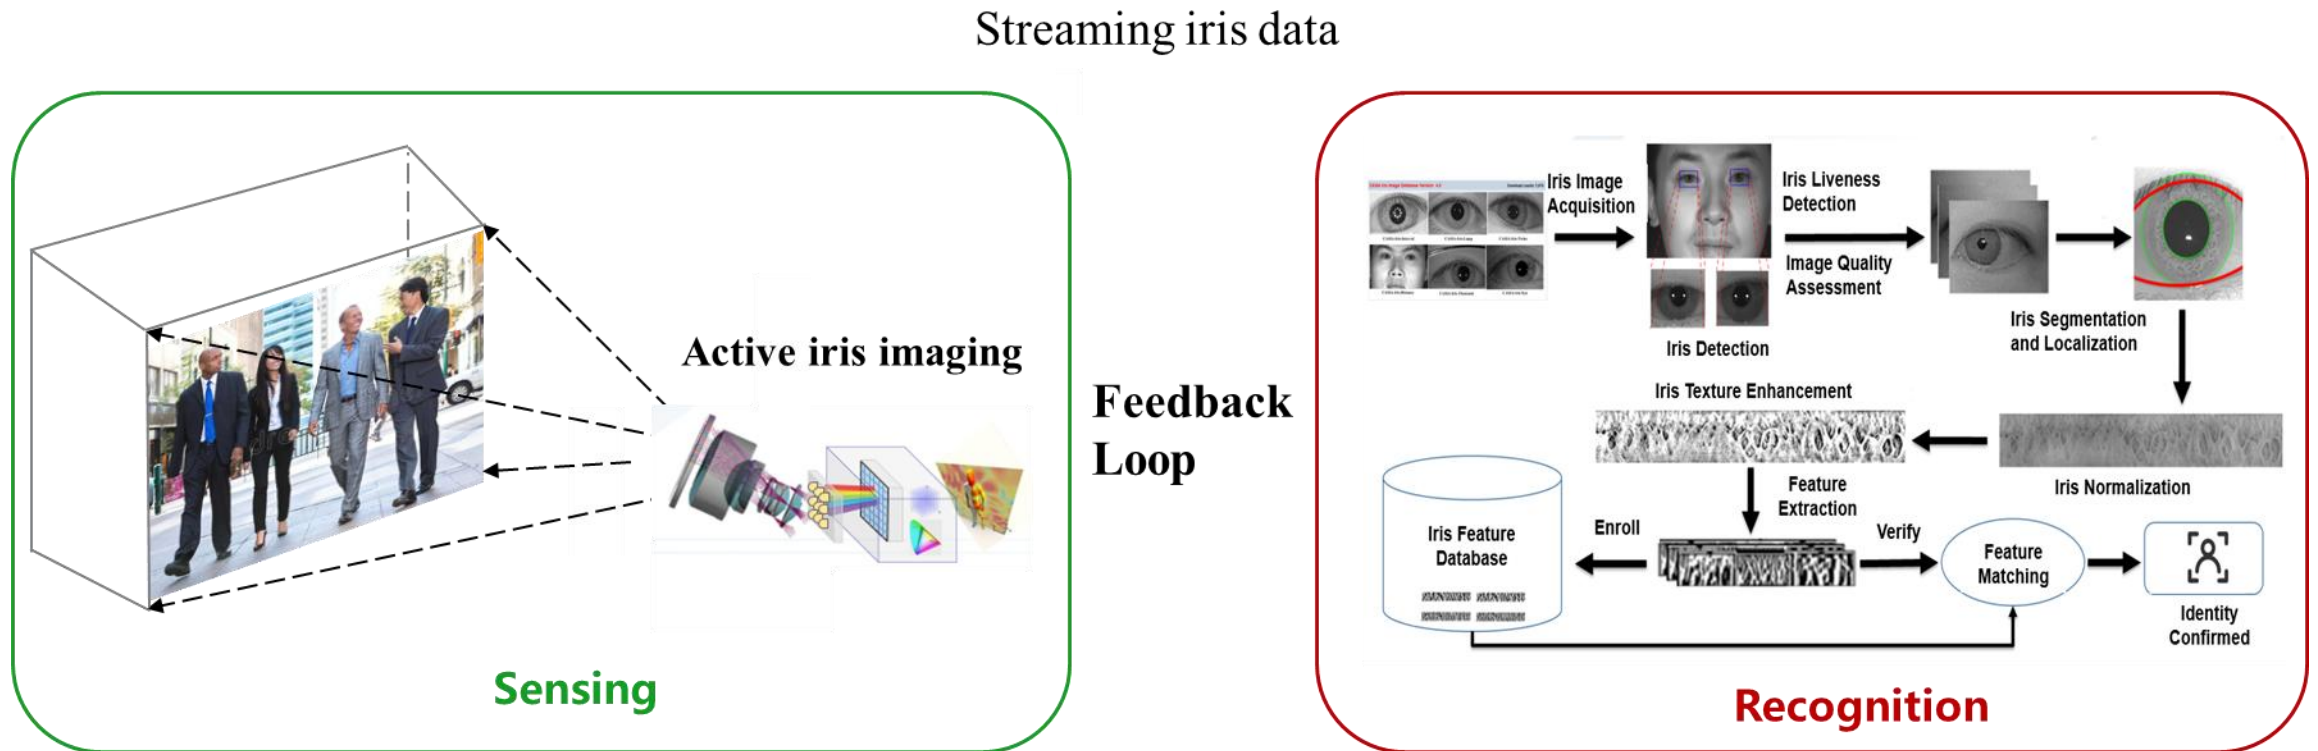 Streaming iris data
Active iris imaging
Sensing
Feedback
Loop
Iris Image
Acquisition
Iris Detection
Iris Liveness
Detection
Image Quality
Assessment
Iris Segmentation
and Localization
Iris Normalization
Iris Texture Enhancement
Feature
Extraction
Enroll
Verify
Iris Feature
Database
Feature
Matching
Identity
Confirmed
Recognition